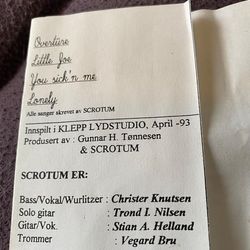 Overtüre
Little Joe
You sick'n me
Lonely
Alle sanger skrevet av SCROTUM
Innspilt i KLEPP LYDSTUDIO, April -93
Produsert av : Gunnar H. Tønnesen
& SCROTUM
SCROTUM ER:
Bass/Vokal/Wurlitzer : Christer Knutsen
Solo gitar : Trond I. Nilsen
Gitar/Vok. : Stian A. Helland
Trommer : Vegard Bru